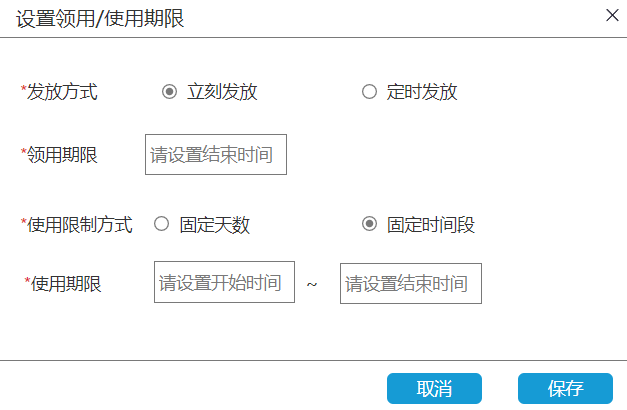 设置领用/使用期限
*发放方式 立刻发放 定时发放
*领用期限 请设置结束时间
*使用限制方式 固定天数 固定时间段
*使用期限 请设置开始时间 ~ 请设置结束时间
取消 保存